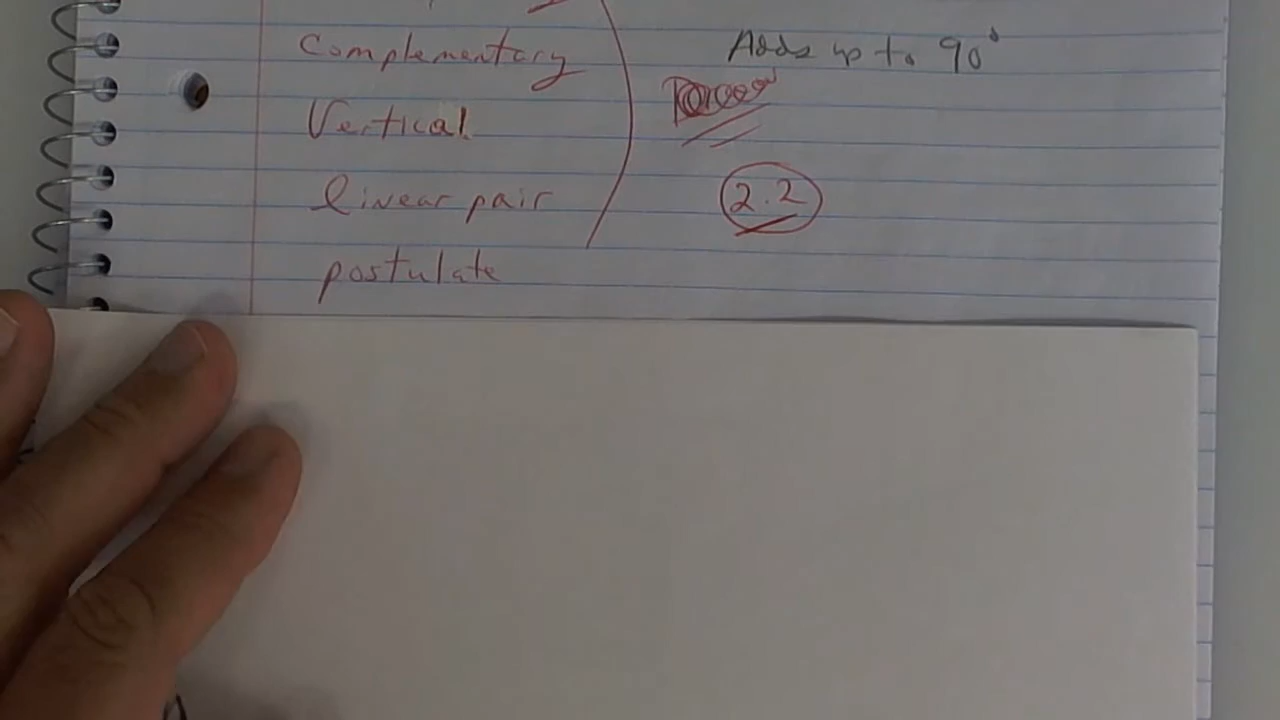 Complementary
Adds up to 90°
Vertical
linear pair
2.2
postulate